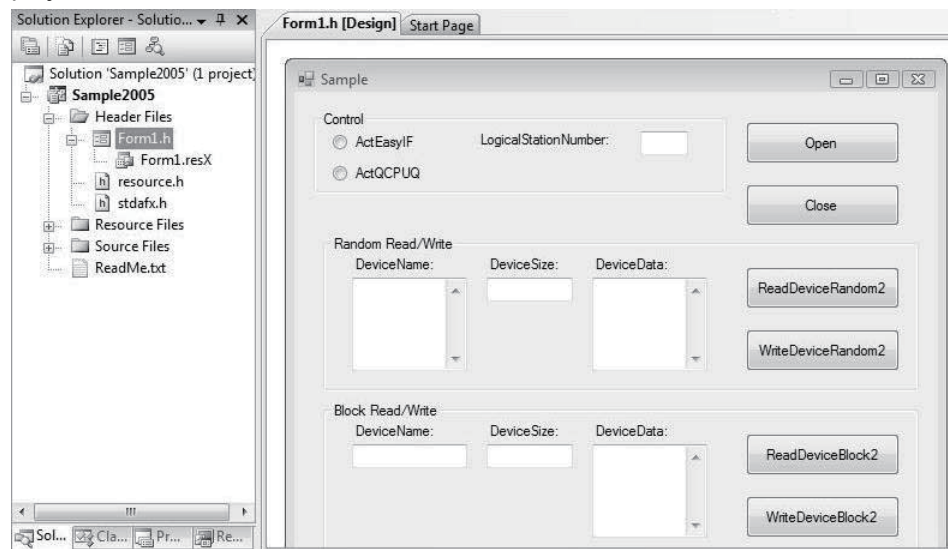 Solution Explorer - Solutio...
Form1.h [Design] Start Page
Solution 'Sample2005' (1 project)
Sample2005
Header Files
Form1.h
Form1.resX
resource.h
stdafx.h
Resource Files
Source Files
ReadMe.txt
Sol... Cla... Pr... Re...
Sample
Control
ActEasyIF
LogicalStationNumber:
ActQCPUQ
Open
Close
Random Read/Write
DeviceName: DeviceSize: DeviceData:
ReadDeviceRandom2
WriteDeviceRandom2
Block Read/Write
DeviceName: DeviceSize: DeviceData:
ReadDeviceBlock2
WriteDeviceBlock2